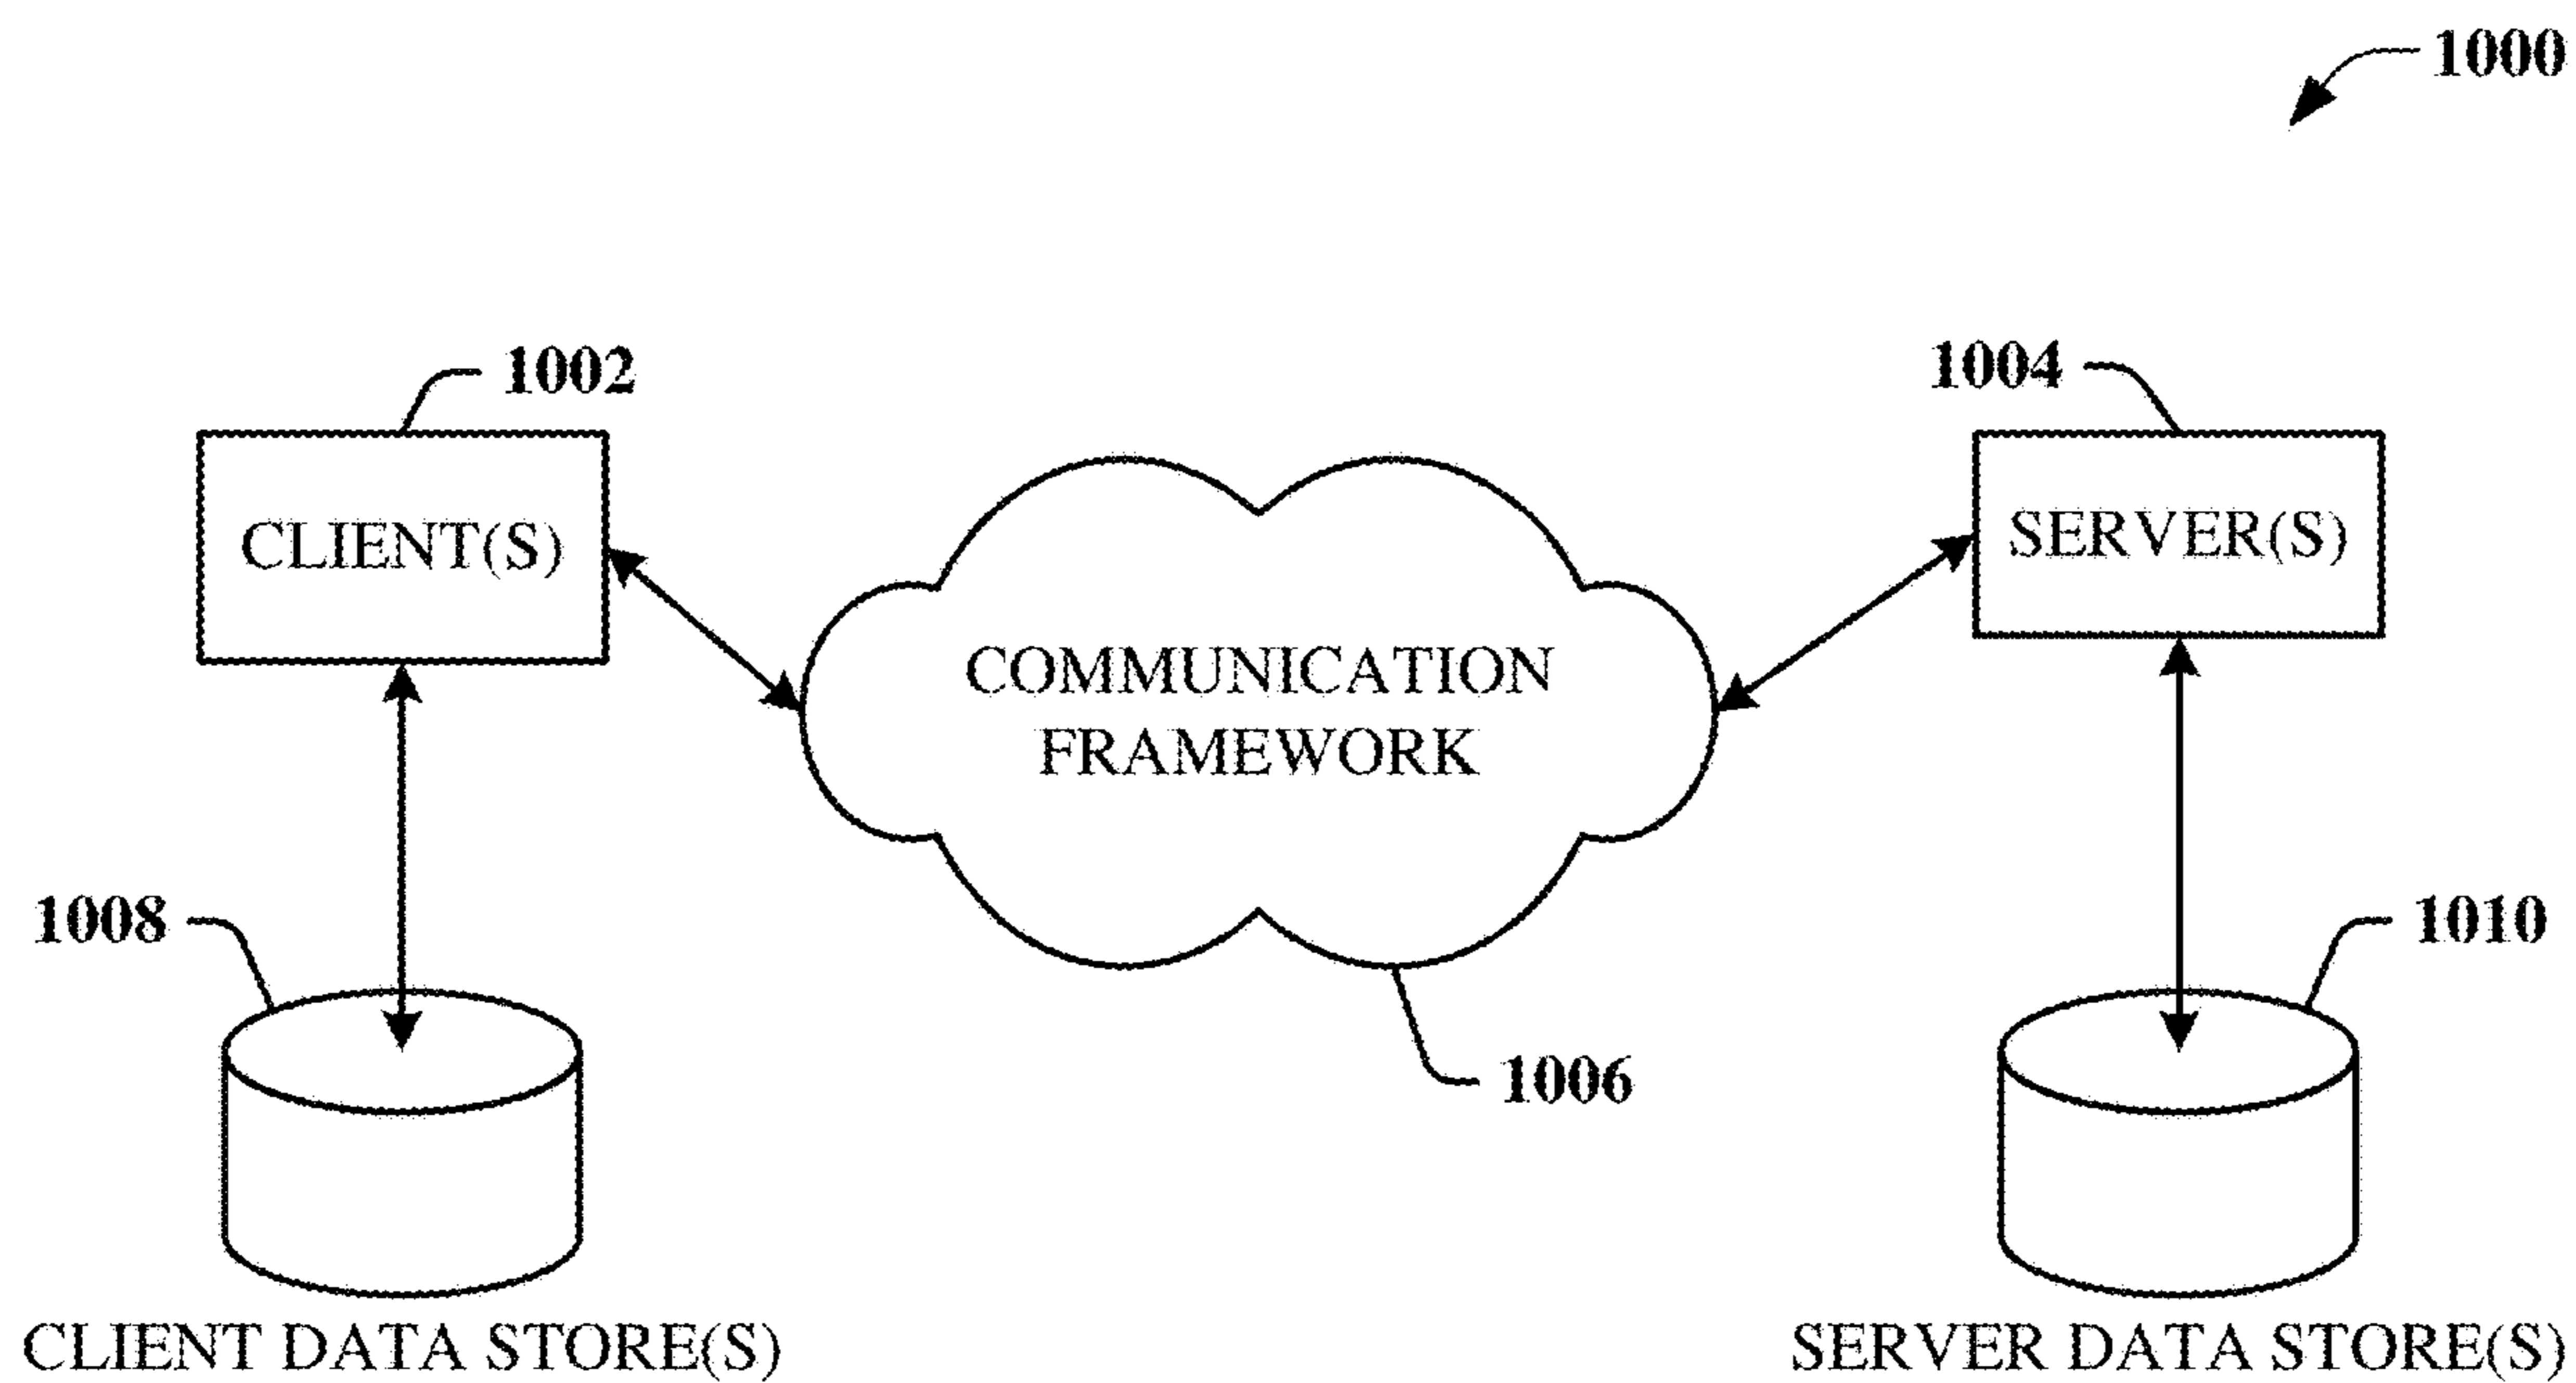 1000
1002
1004
CLIENT(S)
SERVER(S)
COMMUNICATION
FRAMEWORK
1008
1010
1006
CLIENT DATA STORE(S)
SERVER DATA STORE(S)